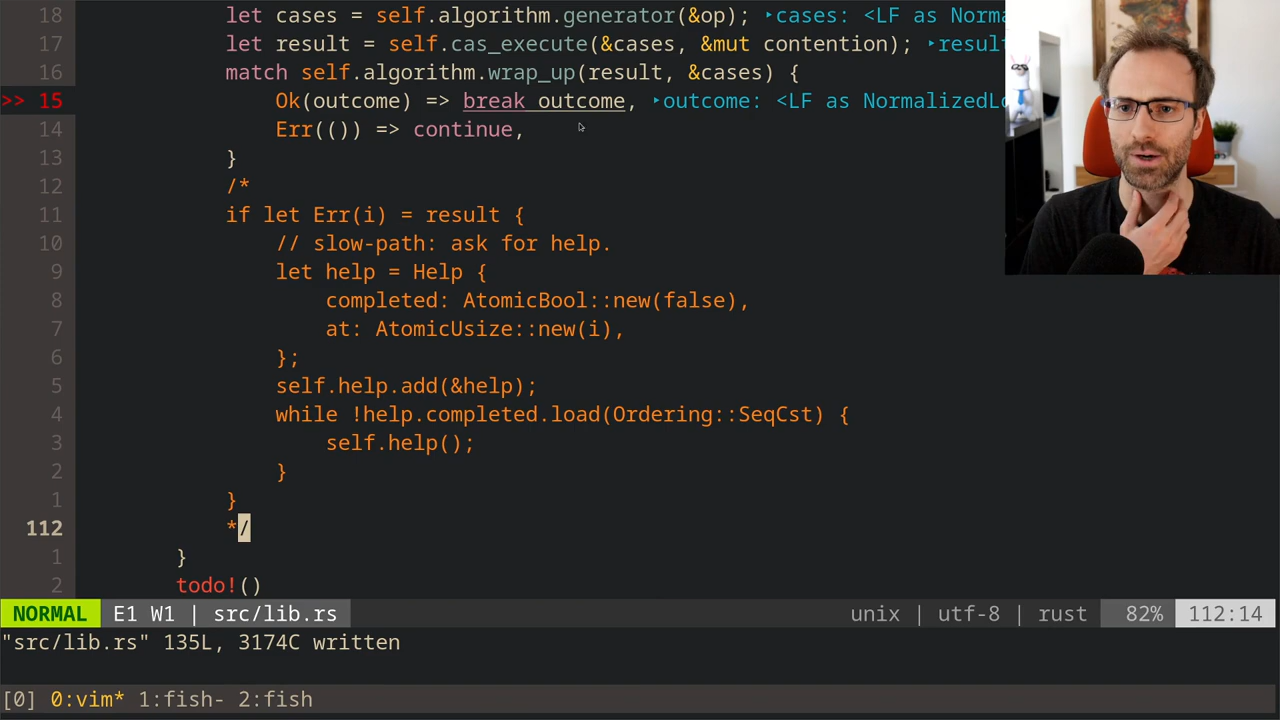 18 let cases = self.algorithm.generator(&op); ‣cases: <LF as Norma
17 let result = self.cas_execute(&cases, &mut contention); ‣result
16 match self.algorithm.wrap_up(result, &cases) {
>> 15 Ok(outcome) => break outcome, ‣outcome: <LF as NormalizedLo
14 Err(()) => continue,
13 }
12 /*
11 if let Err(i) = result {
10 // slow-path: ask for help.
9 let help = Help {
8 completed: AtomicBool::new(false),
7 at: AtomicUsize::new(i),
6 };
5 self.help.add(&help);
4 while !help.completed.load(Ordering::SeqCst) {
3 self.help();
2 }
1 }
112 */
1 }
2 todo!()
NORMAL E1 W1 | src/lib.rs unix | utf-8 | rust 82% 112:14
"src/lib.rs" 135L, 3174C written
[0] 0:vim* 1:fish- 2:fish